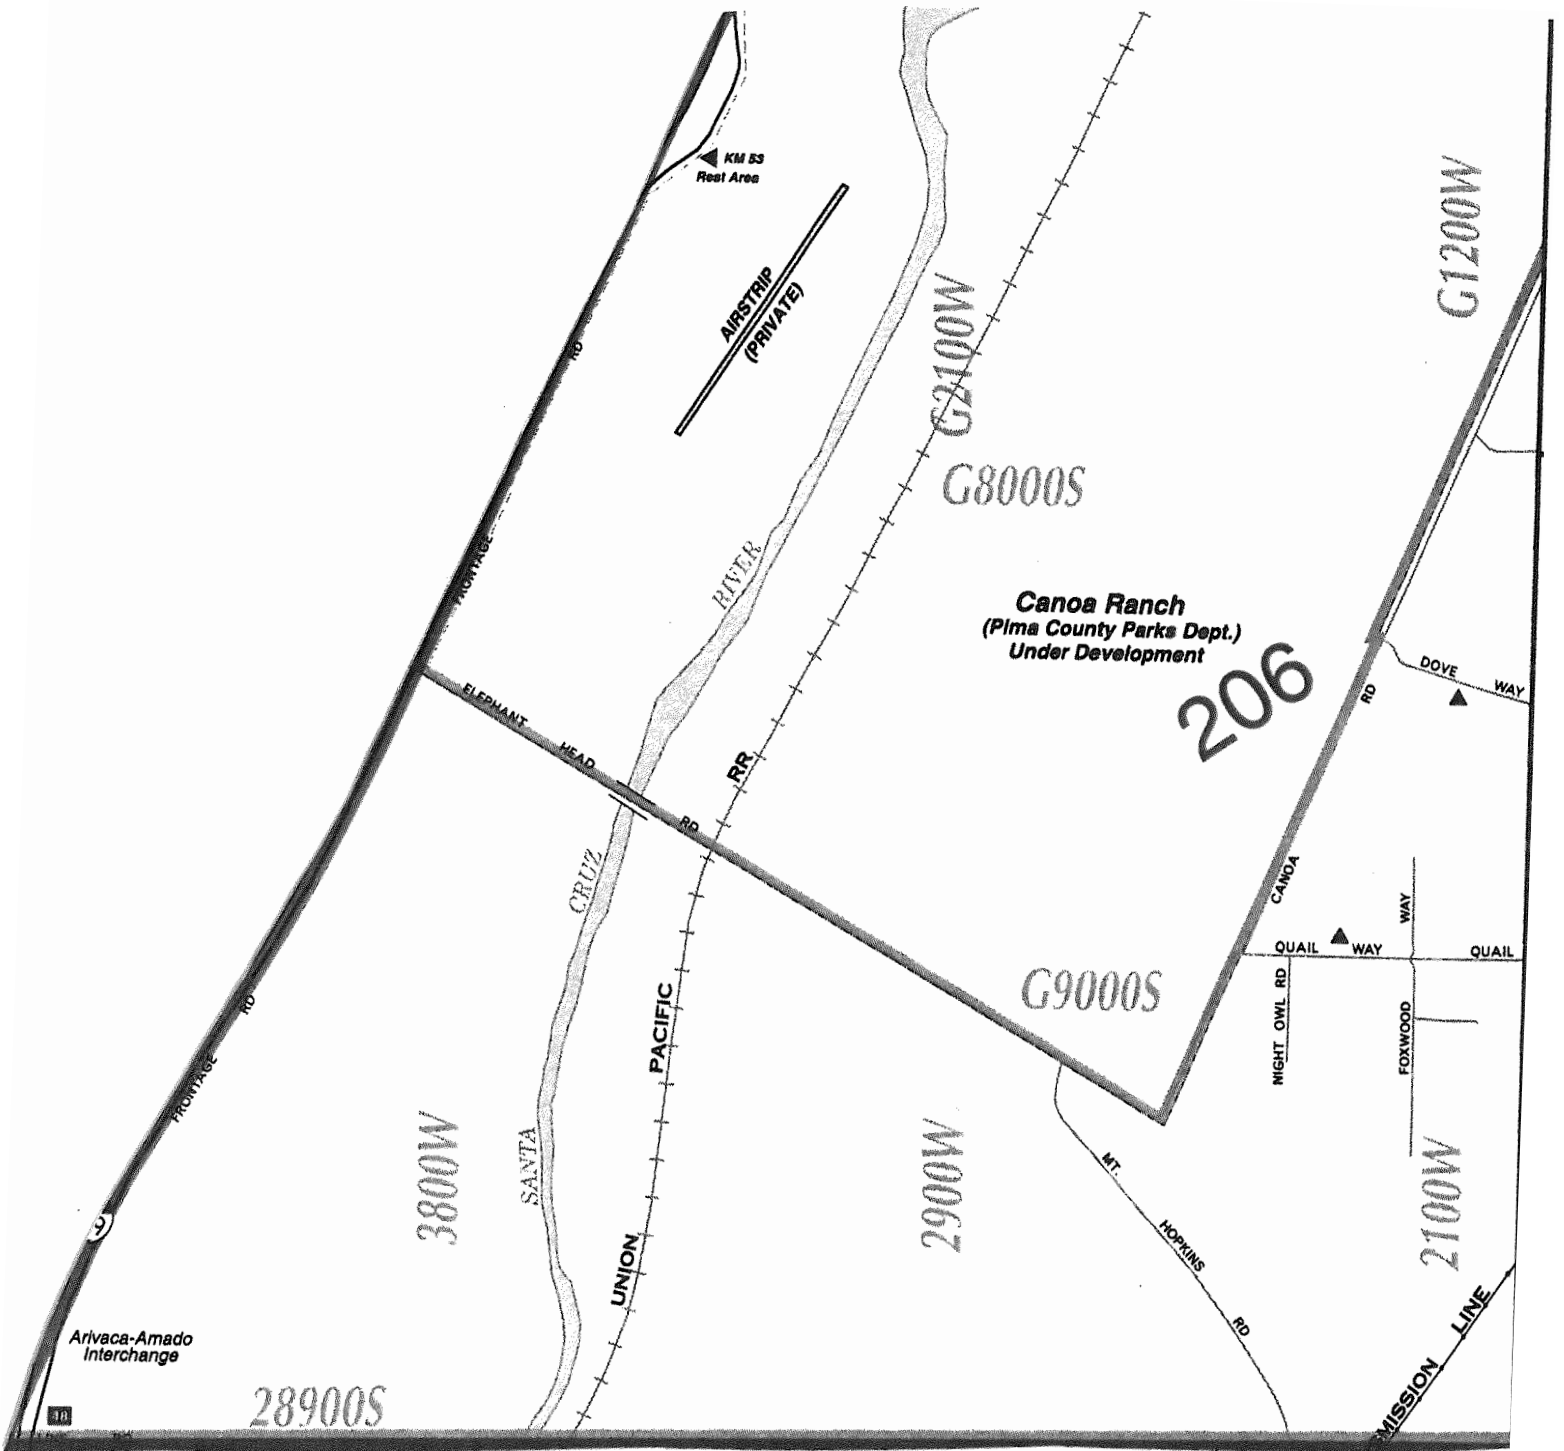 KM 53
Rest Area
G1200W
AIRSTRIP
(PRIVATE)
RD
G2100W
G8000S
FRONTAGE
RIVER
Canoa Ranch
(Pima County Parks Dept.)
Under Development
206
DOVE WAY
RD
ELEPHANT HEAD RD
RR
CANOA
CRUZ
WAY
QUAIL WAY QUAIL
G9000S
NIGHT OWL RD
FOXWOOD
RD
PACIFIC
FRONTAGE
3800W
SANTA
2900W
MT. HOPKINS RD
2100W
UNION
LINE
Arivaca-Amado
Interchange
28900S
MISSION